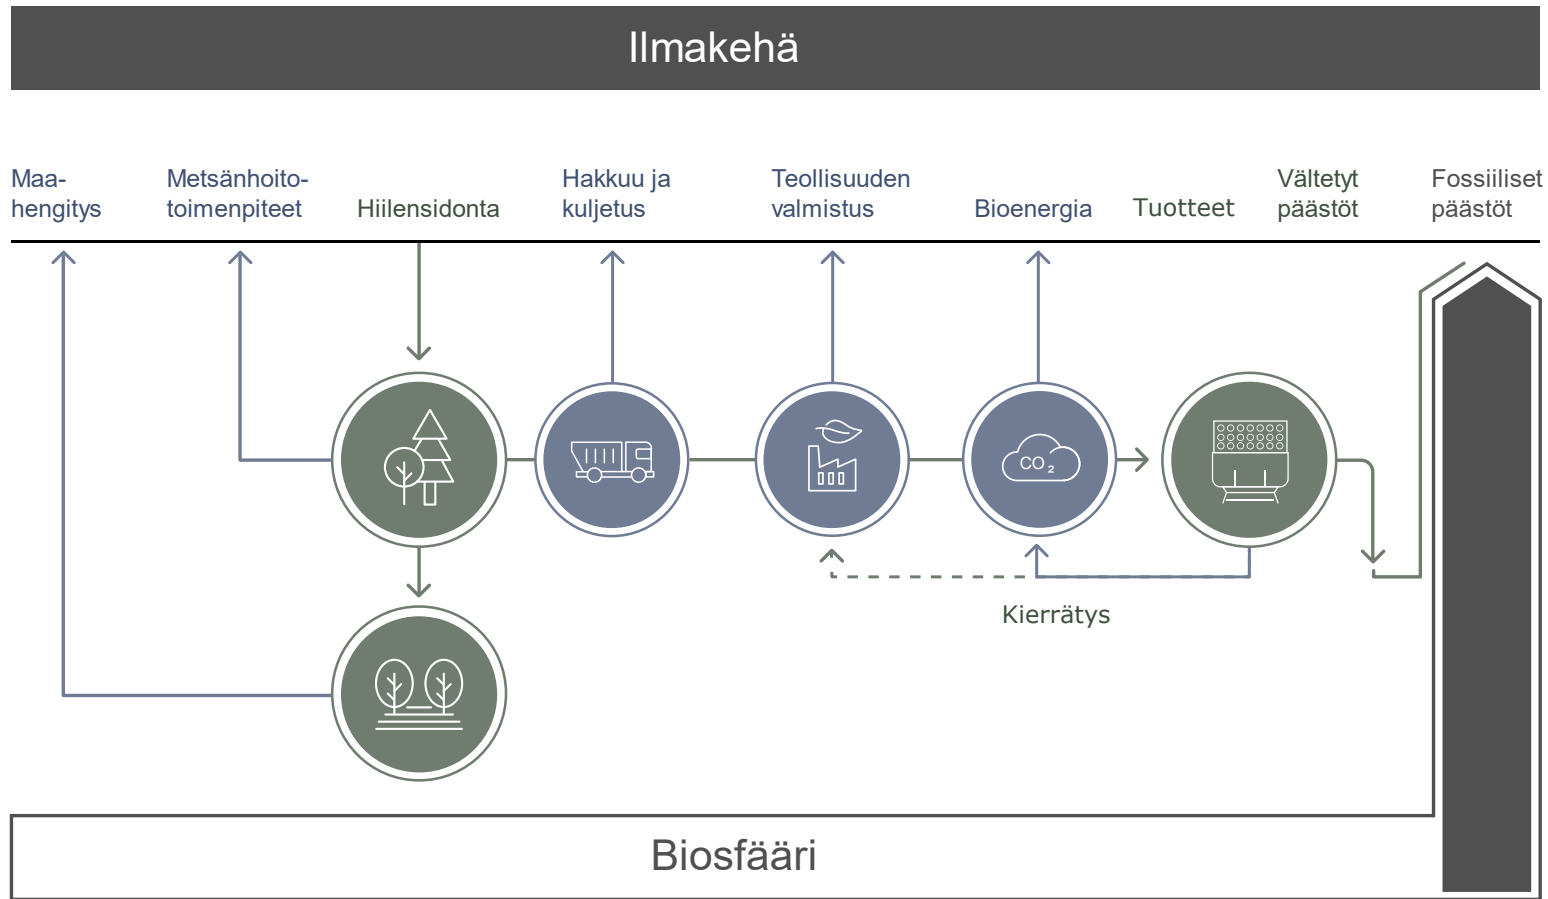 Ilmakehä
Maa-
hengitys
Metsänhoito-
toimenpiteet
Hiilensidonta
Hakkuu ja
kuljetus
Teollisuuden
valmistus
Bioenergia
Tuotteet
Vältetyt
päästöt
Fossiiliset
päästöt
CO₂
Kierrätys
Biosfääri